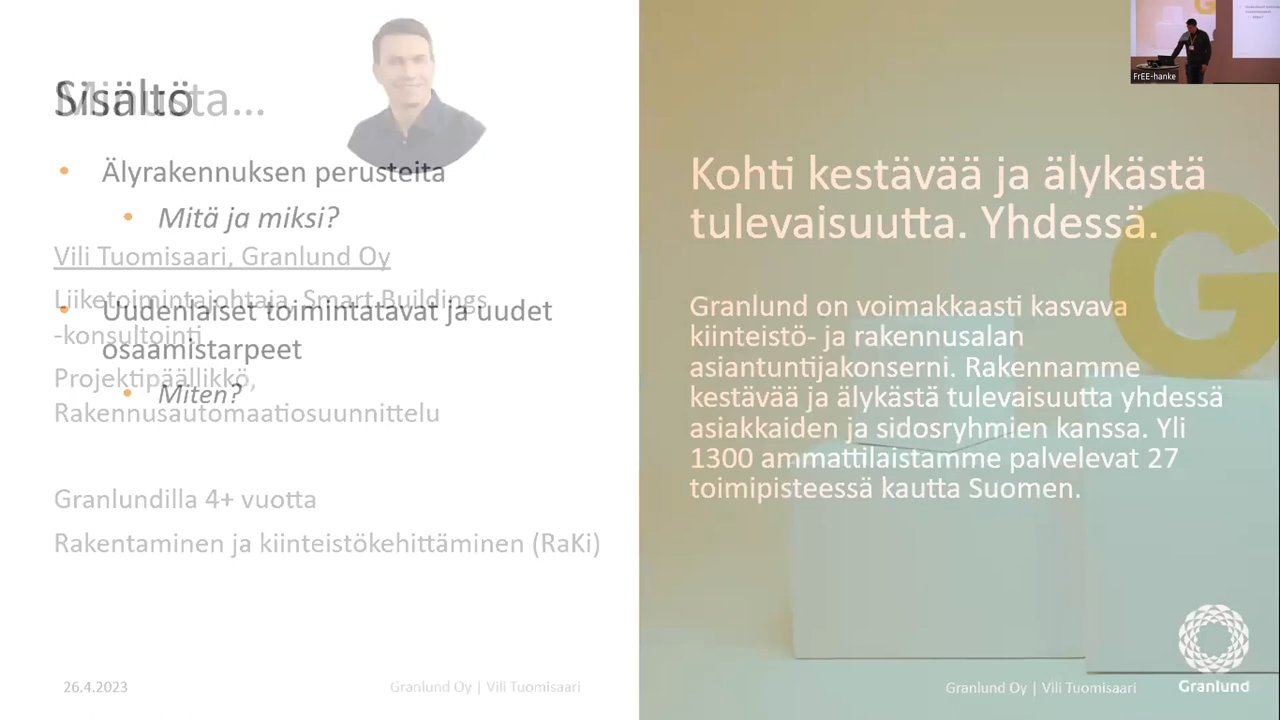 Sisältö
Minusta...
Älyrakennuksen perusteita
Mitä ja miksi?
Vili Tuomisaari, Granlund Oy
Liiketoimintajohtaja, Smart Buildings
-konsultointi
Uudenlaiset toimintatavat ja uudet
osaamistarpeet
Projektipäällikkö,
Miten?
Rakennusautomaatiosuunnittelu
Granlundilla 4+ vuotta
Rakentaminen ja kiinteistökehittäminen (RaKi)
26.4.2023
Granlund Oy | Vili Tuomisaari
FrEE-hanke
Kohti kestävää ja älykästä
tulevaisuutta. Yhdessä.
Granlund on voimakkaasti kasvava
kiinteistö- ja rakennusalan
asiantuntijakonserni. Rakennamme
kestävää ja älykästä tulevaisuutta yhdessä
asiakkaiden ja sidosryhmien kanssa. Yli
1300 ammattilaistamme palvelevat 27
toimipisteessä kautta Suomen.
G
Granlund Oy | Vili Tuomisaari
Granlund